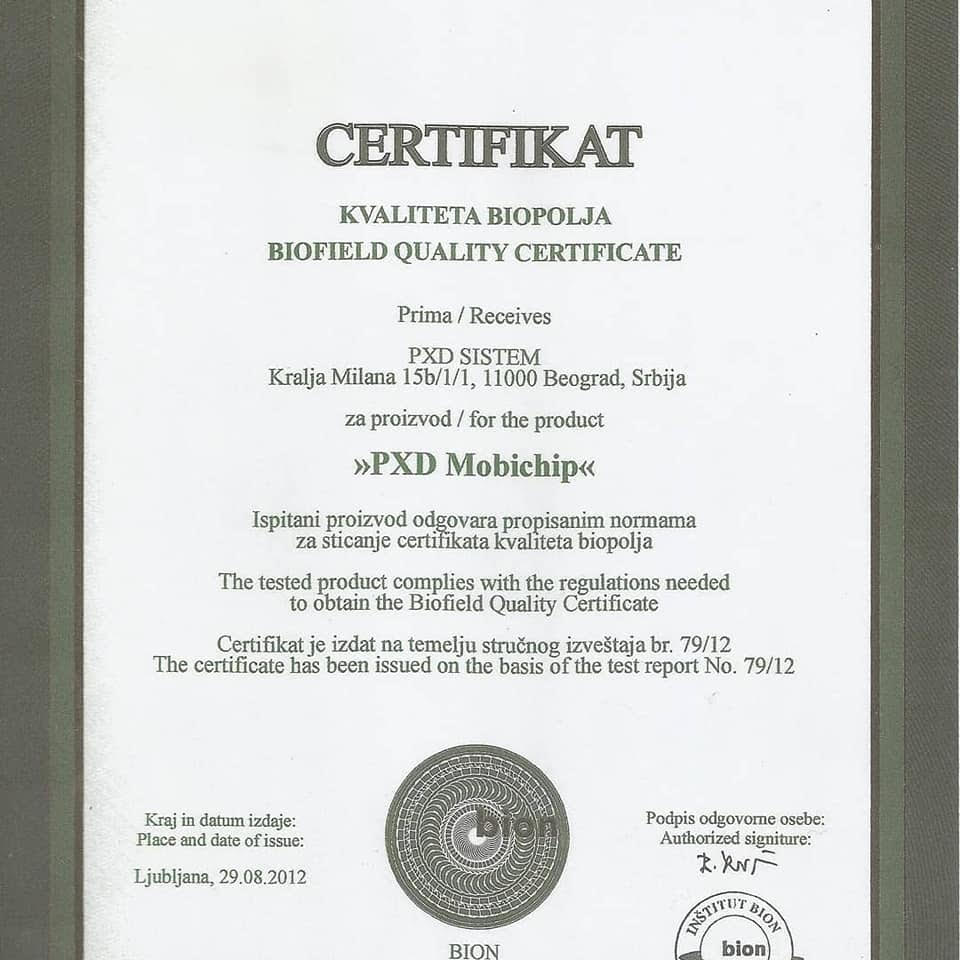 CERTIFIKAT
KVALITETA BIOPOLJA
BIOFIELD QUALITY CERTIFICATE
Prima / Receives
PXD SISTEM
Kralja Milana 15b/1/1, 11000 Beograd, Srbija
za proizvod / for the product
»PXD Mobichip«
Ispitani proizvod odgovara propisanim normama
za sticanje certifikata kvaliteta biopolja
The tested product complies with the regulations needed
to obtain the Biofield Quality Certificate
Certifikat je izdat na temelju stručnog izveštaja br. 79/12
The certificate has been issued on the basis of the test report No. 79/12
Kraj in datum izdaje:
Place and date of issue:
Ljubljana, 29.08.2012
bion
BION
Podpis odgovorne osebe:
Authorized signiture:
INŠTITUT BION
bion